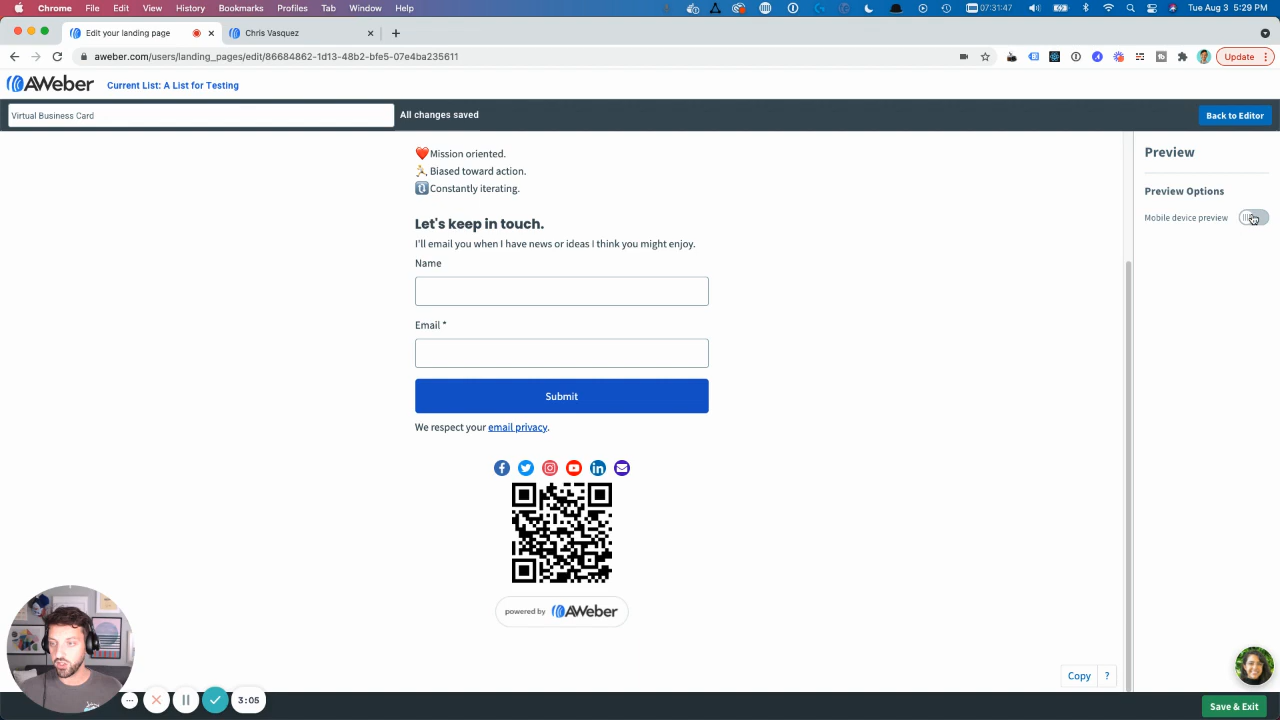 Chrome File Edit View History Bookmarks Profiles Tab Window Help 07:31:47 Tue Aug 3 5:29 PM
Edit your landing page Chris Vasquez
aweber.com/users/landing_pages/edit/86684862-1d13-48b2-bfe5-07e4ba235611 Update
AWeber Current List: A List for Testing
Virtual Business Card All changes saved Back to Editor
Mission oriented.
Biased toward action.
Constantly iterating.
Let's keep in touch.
I'll email you when I have news or ideas I think you might enjoy.
Name
Email *
Submit
We respect your email privacy.
powered by AWeber
Preview
Preview Options
Mobile device preview
Copy ?
3:05
Save & Exit